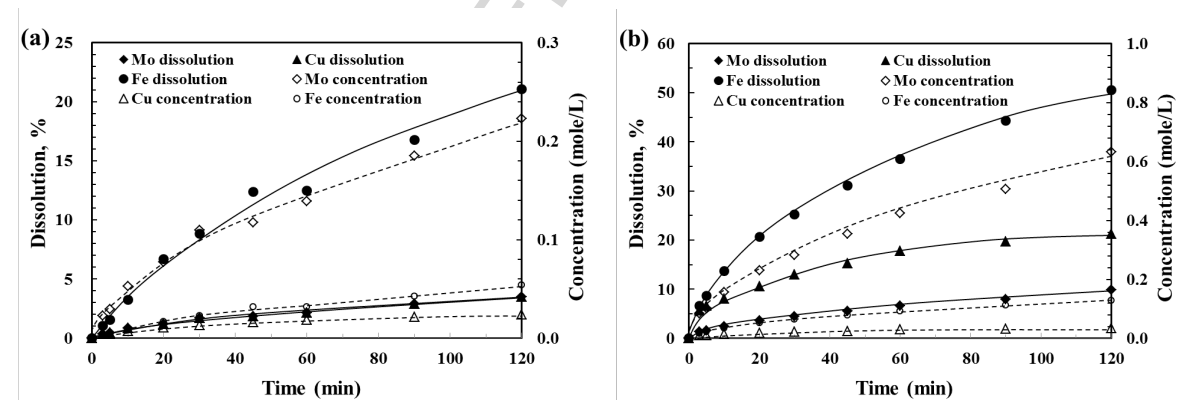 (a)
25
20
15
10
5
0
Dissolution, %
Mo dissolution
Cu dissolution
Fe dissolution
Mo concentration
Cu concentration
Fe concentration
0.3
0.2
0.1
0.0
Concentration (mole/L)
0 20 40 60 80 100 120
Time (min)
(b)
60
50
40
30
20
10
0
Dissolution, %
Mo dissolution
Cu dissolution
Fe dissolution
Mo concentration
Cu concentration
Fe concentration
1.0
0.8
0.6
0.4
0.2
0.0
Concentration (mole/L)
0 20 40 60 80 100 120
Time (min)